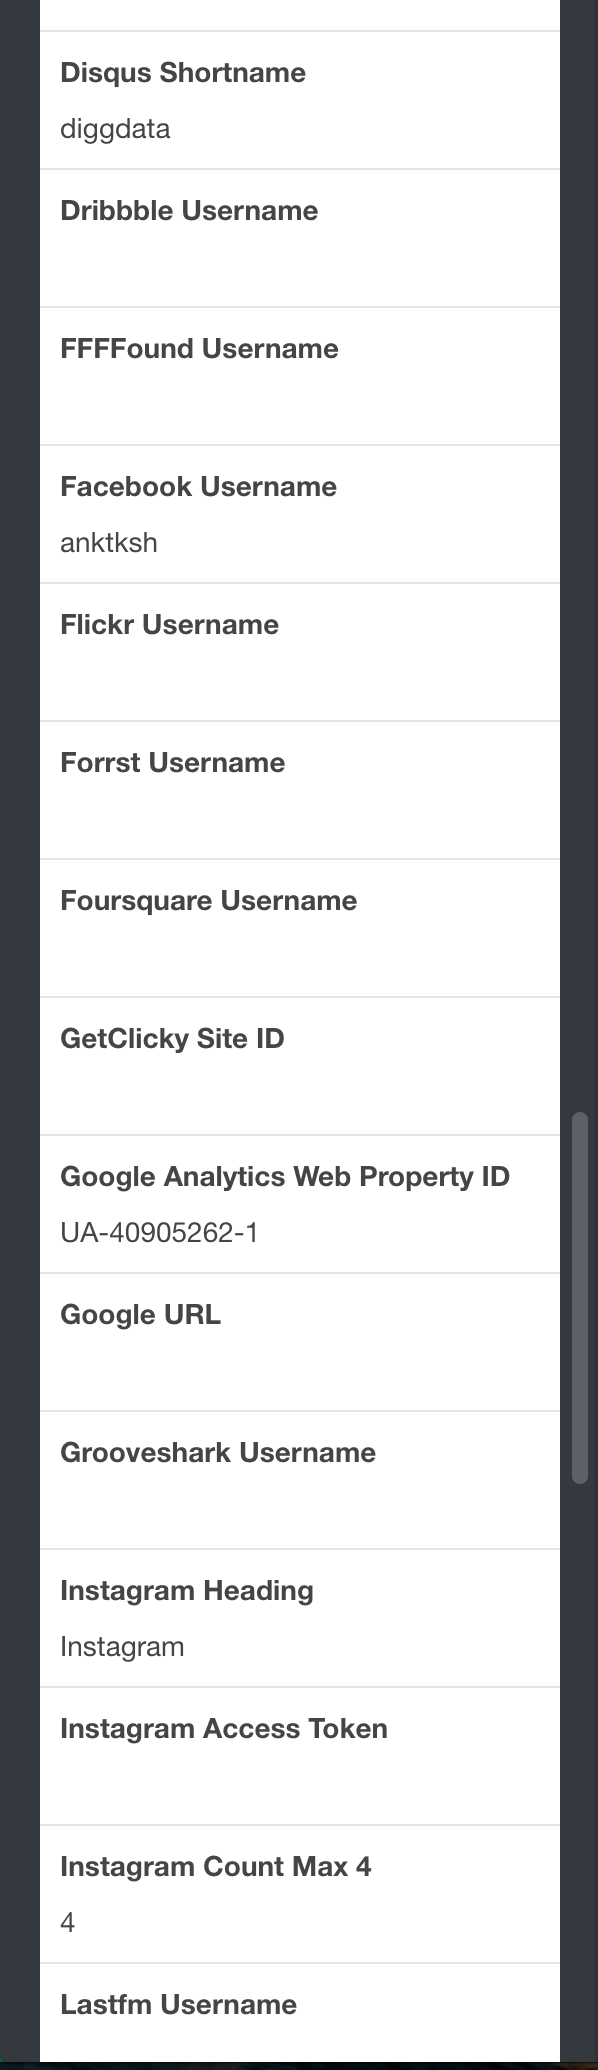 Disqus Shortname
diggdata
Dribbble Username
FFFFound Username
Facebook Username
anktksh
Flickr Username
Forrst Username
Foursquare Username
GetClicky Site ID
Google Analytics Web Property ID
UA-40905262-1
Google URL
Grooveshark Username
Instagram Heading
Instagram
Instagram Access Token
Instagram Count Max 4
4
Lastfm Username